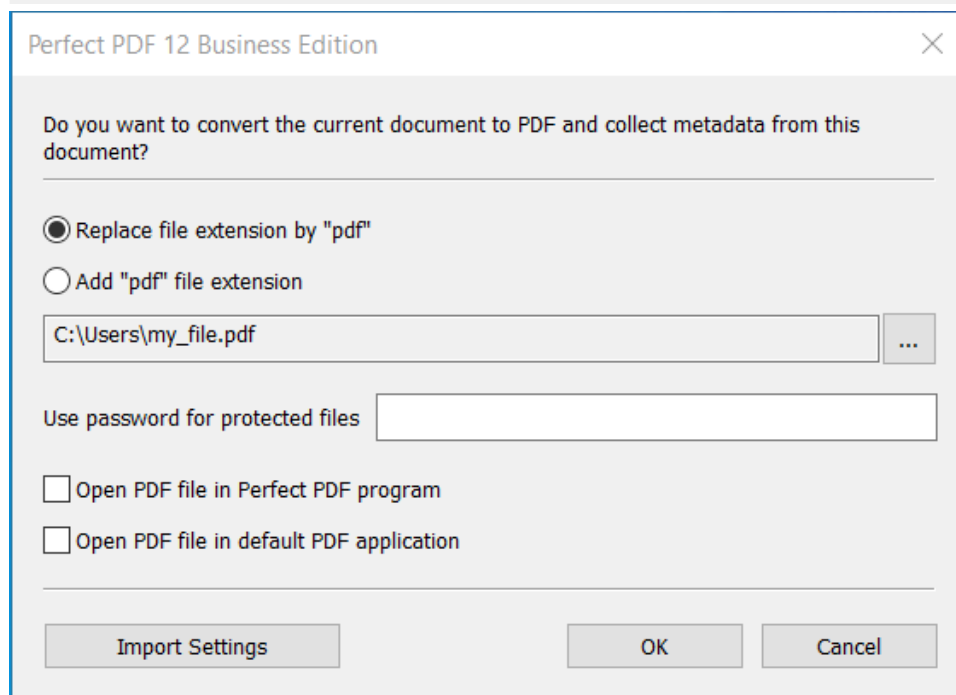 Perfect PDF 12 Business Edition
Do you want to convert the current document to PDF and collect metadata from this
document?
Replace file extension by "pdf"
Add "pdf" file extension
C:\Users\my_file.pdf
...
Use password for protected files
Open PDF file in Perfect PDF program
Open PDF file in default PDF application
Import Settings
OK
Cancel